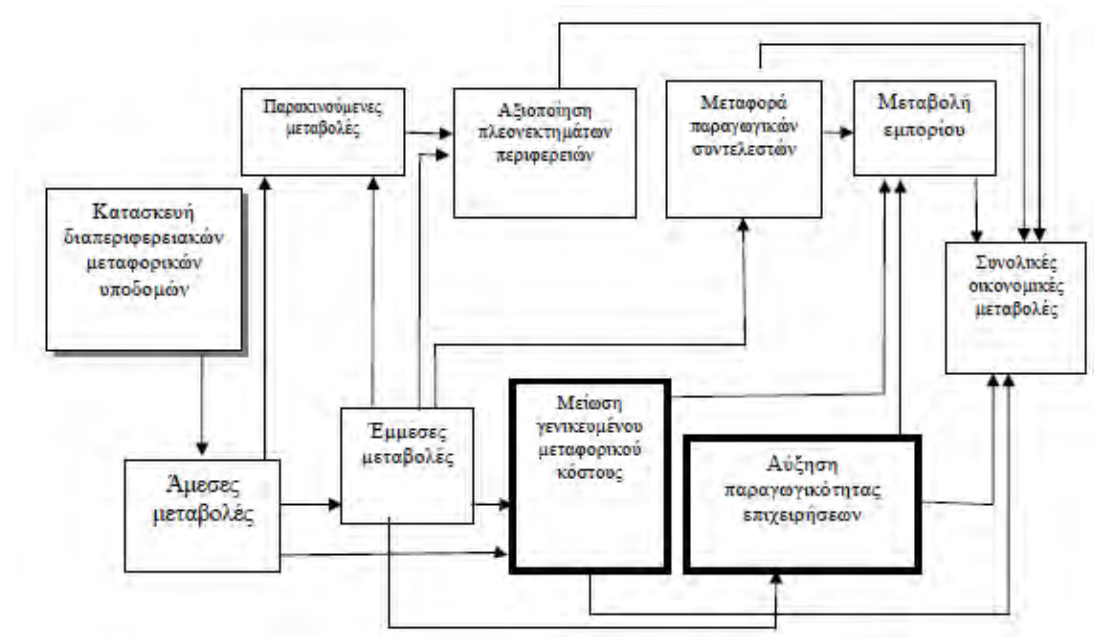 Παρακινούμενες
μεταβολές
Αξιοποίηση
πλεονεκτημάτων
περιφερειών
Μεταφορά
παραγωγικών
συντελεστών
Μεταβολή
εμπορίου
Κατασκευή
διαπεριφερειακών
μεταφορικών
υποδομών
Συνολικές
οικονομικές
μεταβολές
Άμεσες
μεταβολές
Έμμεσες
μεταβολές
Μείωση
γενικευμένου
μεταφορικού
κόστους
Αύξηση
παραγωγικότητας
επιχειρήσεων